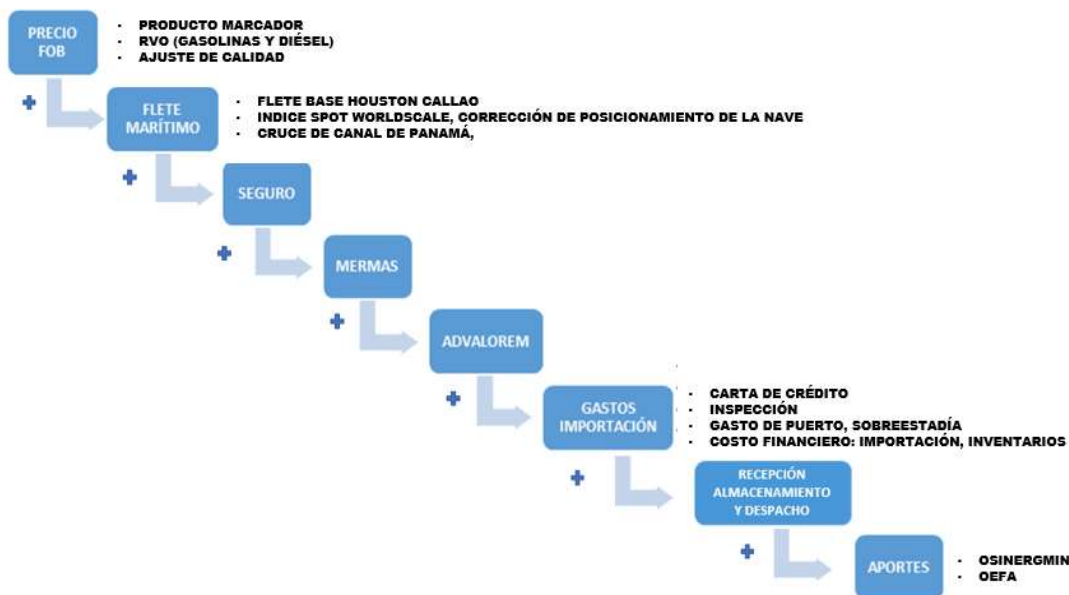 PRECIO
FOB
· PRODUCTO MARCADOR
· RVO (GASOLINAS Y DIÉSEL)
· AJUSTE DE CALIDAD
+
FLETE
MARÍTIMO
· FLETE BASE HOUSTON CALLAO
· INDICE SPOT WORLDSCALE, CORRECCIÓN DE POSICIONAMIENTO DE LA NAVE
· CRUCE DE CANAL DE PANAMÁ,
+
SEGURO
+
MERMAS
+
ADVALOREM
+
GASTOS
IMPORTACIÓN
· CARTA DE CRÉDITO
· INSPECCIÓN
· GASTO DE PUERTO, SOBREESTADÍA
· COSTO FINANCIERO: IMPORTACIÓN, INVENTARIOS
+
RECEPCIÓN
ALMACENAMIENTO
Y DESPACHO
+
APORTES
· OSINERGMIN
· OEFA